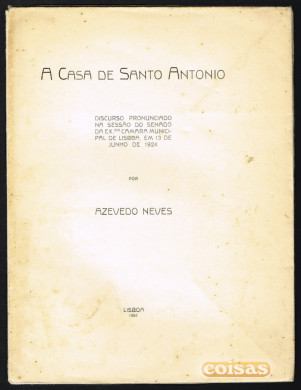 A CASA DE SANTO ANTONIO
DISCURSO PRONUNCIADO
NA SESSÃO DO SENADO
DA EX.MA CAMARA MUNICI-
PAL DE LISBOA, EM 13 DE
JUNHO DE 1924
POR
AZEVEDO NEVES
LISBOA
coisas